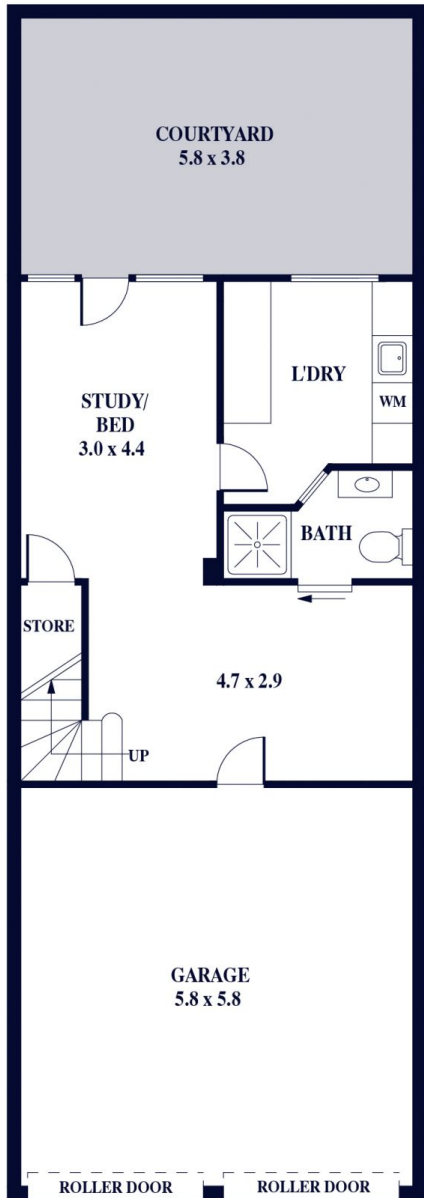 COURTYARD
5.8 x 3.8
STUDY/
BED
3.0 x 4.4
L'DRY
WM
BATH
STORE
4.7 x 2.9
UP
GARAGE
5.8 x 5.8
ROLLER DOOR
ROLLER DOOR